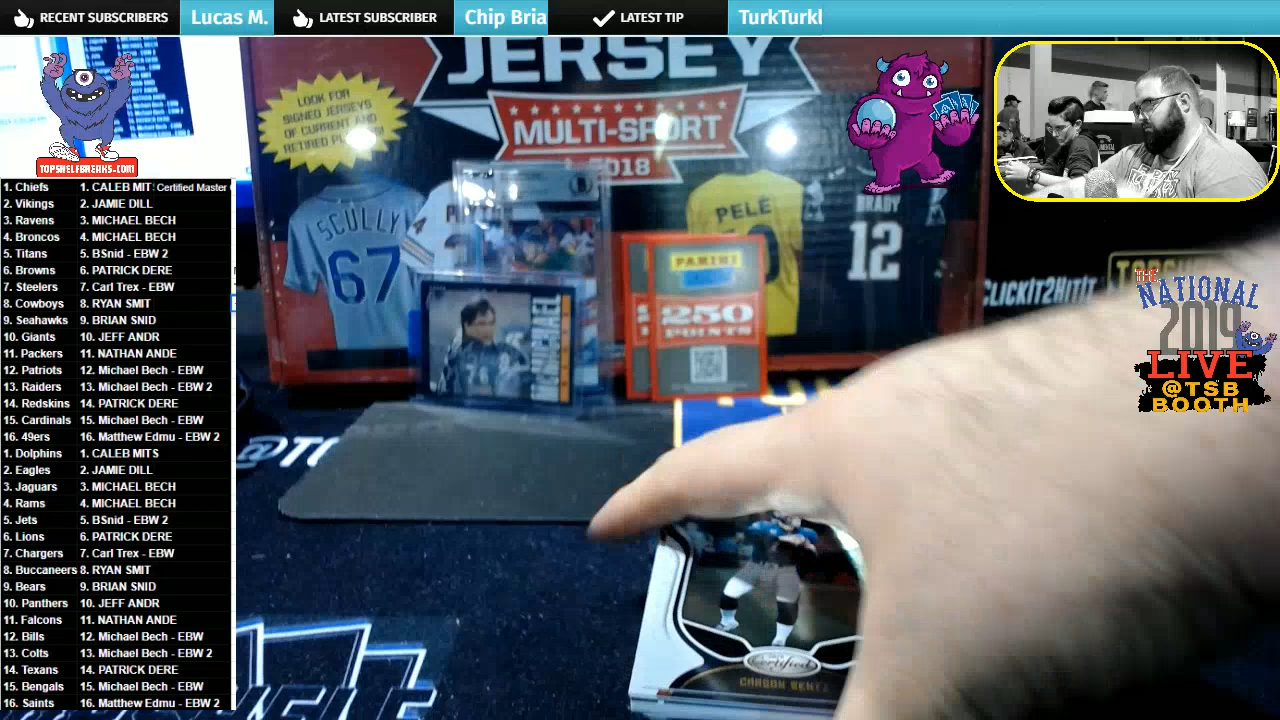 RECENT SUBSCRIBERS
Lucas M.
LATEST SUBSCRIBER
Chip Bria
LATEST TIP
TurkTurkl
JERSEY
MULTI-SPORT
2018
LOOK FOR
SIGNED JERSEYS
OF CURRENT AND
RETIRED
SCULLY
67
PELE
BRADY
12
TOPSHELFBREAKS.COM
1. Chiefs 1. CALEB MIT: Certified Master
2. Vikings 2. JAMIE DILL
3. Ravens 3. MICHAEL BECH
4. Broncos 4. MICHAEL BECH
5. Titans 5. BSnid - EBW 2
6. Browns 6. PATRICK DERE
7. Steelers 7. Carl Trex - EBW
8. Cowboys 8. RYAN SMIT
9. Seahawks 9. BRIAN SNID
10. Giants 10. JEFF ANDR
11. Packers 11. NATHAN ANDE
12. Patriots 12. Michael Bech - EBW
13. Raiders 13. Michael Bech - EBW 2
14. Redskins 14. PATRICK DERE
15. Cardinals 15. Michael Bech - EBW
16. 49ers 16. Matthew Edmu - EBW 2
1. Dolphins 1. CALEB MITS
2. Eagles 2. JAMIE DILL
3. Jaguars 3. MICHAEL BECH
4. Rams 4. MICHAEL BECH
5. Jets 5. BSnid - EBW 2
6. Lions 6. PATRICK DERE
7. Chargers 7. Carl Trex - EBW
8. Buccaneers 8. RYAN SMIT
9. Bears 9. BRIAN SNID
10. Panthers 10. JEFF ANDR
11. Falcons 11. NATHAN ANDE
12. Bills 12. Michael Bech - EBW
13. Colts 13. Michael Bech - EBW 2
14. Texans 14. PATRICK DERE
15. Bengals 15. Michael Bech - EBW
16. Saints 16. Matthew Edmu - EBW 2
PANINI
250
POINTS
CLICKIT2HITIT
THE
NATIONAL
2019
LIVE
@TSB
BOOTH
Certified
CARSON WENTZ